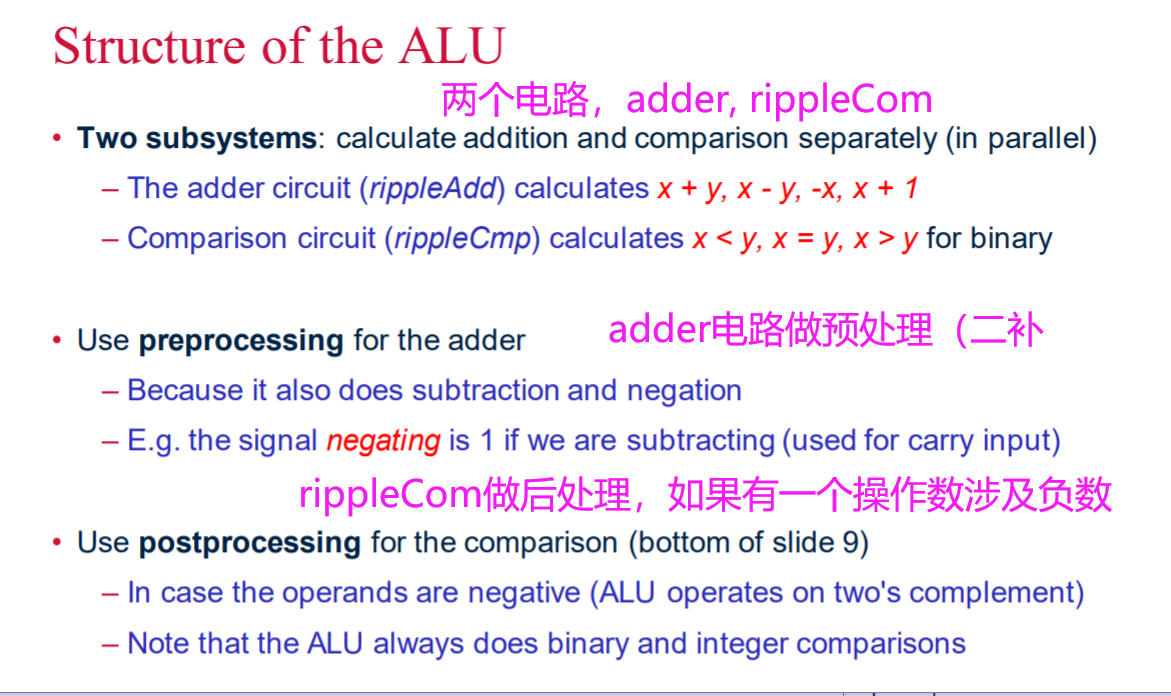 Structure of the ALU
两个电路，adder, rippleCom
• Two subsystems: calculate addition and comparison separately (in parallel)
– The adder circuit (rippleAdd) calculates x + y, x - y, -x, x + 1
– Comparison circuit (rippleCmp) calculates x < y, x = y, x > y for binary
• Use preprocessing for the adder
adder电路做预处理（二补
– Because it also does subtraction and negation
– E.g. the signal negating is 1 if we are subtracting (used for carry input)
rippleCom做后处理，如果有一个操作数涉及负数
• Use postprocessing for the comparison (bottom of slide 9)
– In case the operands are negative (ALU operates on two's complement)
– Note that the ALU always does binary and integer comparisons